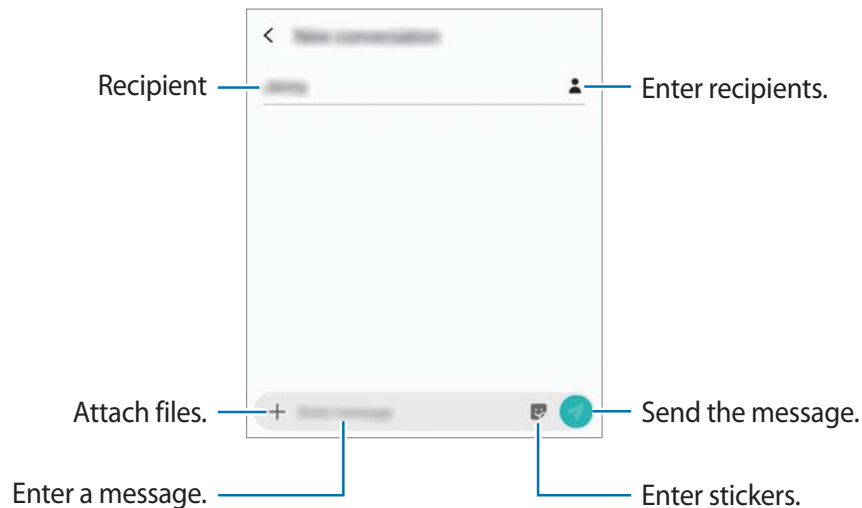 Recipient
Enter recipients.
Attach files.
Send the message.
Enter a message.
Enter stickers.